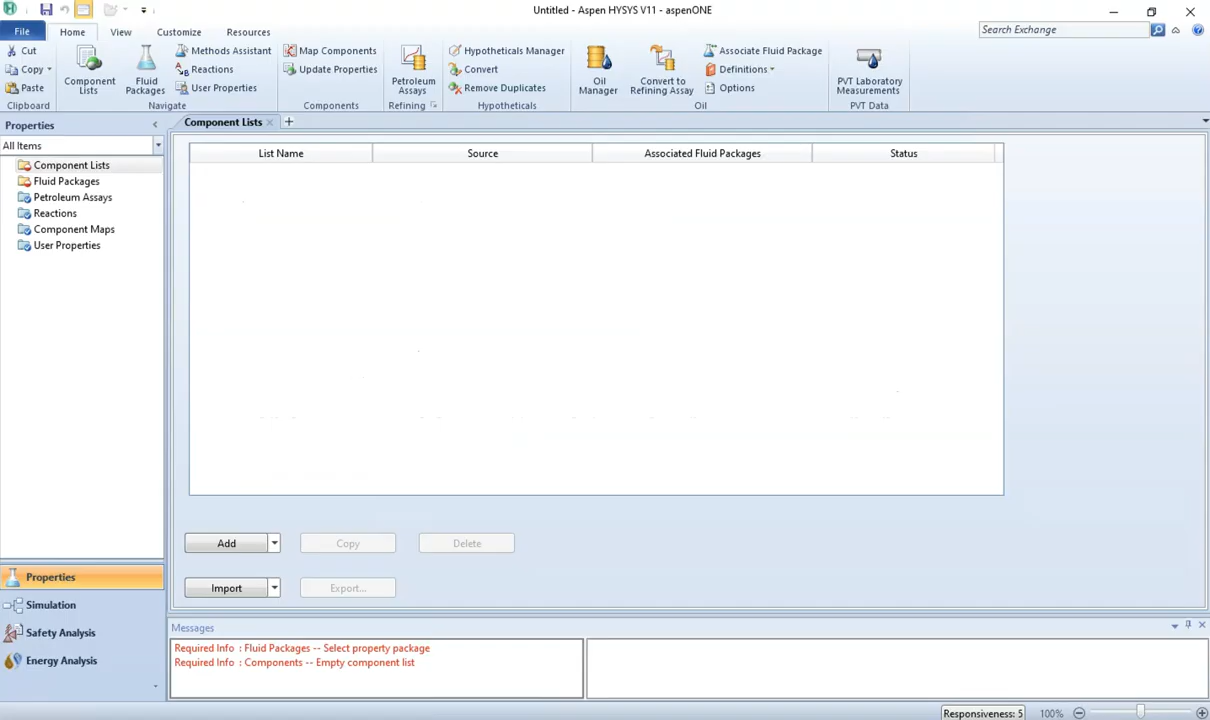 Untitled - Aspen HYSYS V11 - aspenONE
File Home View Customize Resources Search Exchange
Cut
Copy
Paste
Clipboard
Component Lists
Fluid Packages
Methods Assistant
Reactions
User Properties
Navigate
Map Components
Update Properties
Components
Petroleum Assays
Refining
Hypotheticals Manager
Convert
Remove Duplicates
Hypotheticals
Oil Manager
Convert to Refining Assay
Associate Fluid Package
Definitions
Options
Oil
PVT Laboratory Measurements
PVT Data
Properties
All Items
Component Lists
Fluid Packages
Petroleum Assays
Reactions
Component Maps
User Properties
Properties
Simulation
Safety Analysis
Energy Analysis
Component Lists
List Name Source Associated Fluid Packages Status
Add Copy Delete
Import Export...
Messages
Required Info : Fluid Packages -- Select property package
Required Info : Components -- Empty component list
Responsiveness: 5 100%